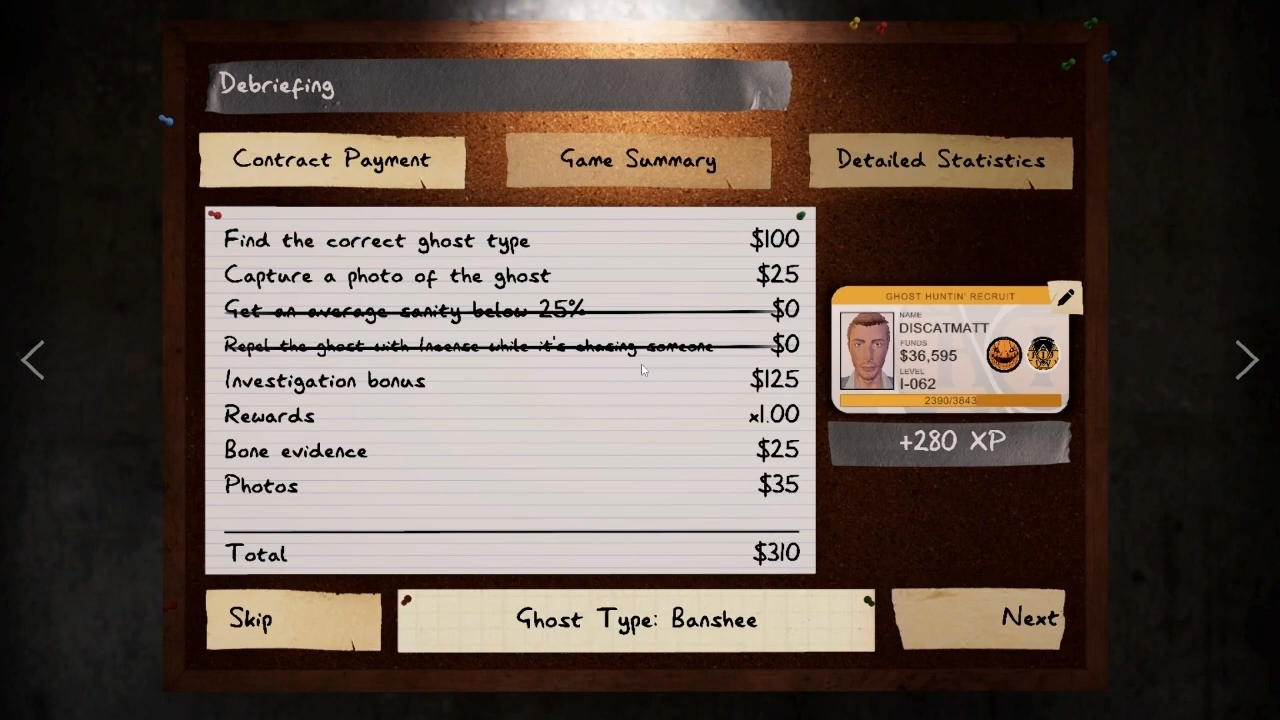 Debriefing
Contract Payment
Game Summary
Detailed Statistics
Find the correct ghost type $100
Capture a photo of the ghost $25
Get an average sanity below 25% $0
Repel the ghost with Incense while it's chasing someone $0
Investigation bonus $125
Rewards x1.00
Bone evidence $25
Photos $35
Total $310
GHOST HUNTIN' RECRUIT
NAME
DISCATMATT
FUNDS
$36,595
LEVEL
I-062
2390/3843
+280 XP
Skip
Ghost Type: Banshee
Next